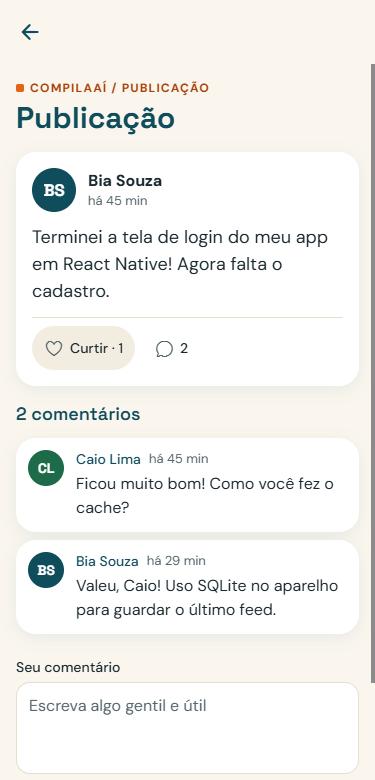 COMPILAAÍ / PUBLICAÇÃO
Publicação
BS
Bia Souza
há 45 min
Terminei a tela de login do meu app
em React Native! Agora falta o
cadastro.
Curtir · 1
2
2 comentários
CL
Caio Lima há 45 min
Ficou muito bom! Como você fez o
cache?
BS
Bia Souza há 29 min
Valeu, Caio! Uso SQLite no aparelho
para guardar o último feed.
Seu comentário
Escreva algo gentil e útil